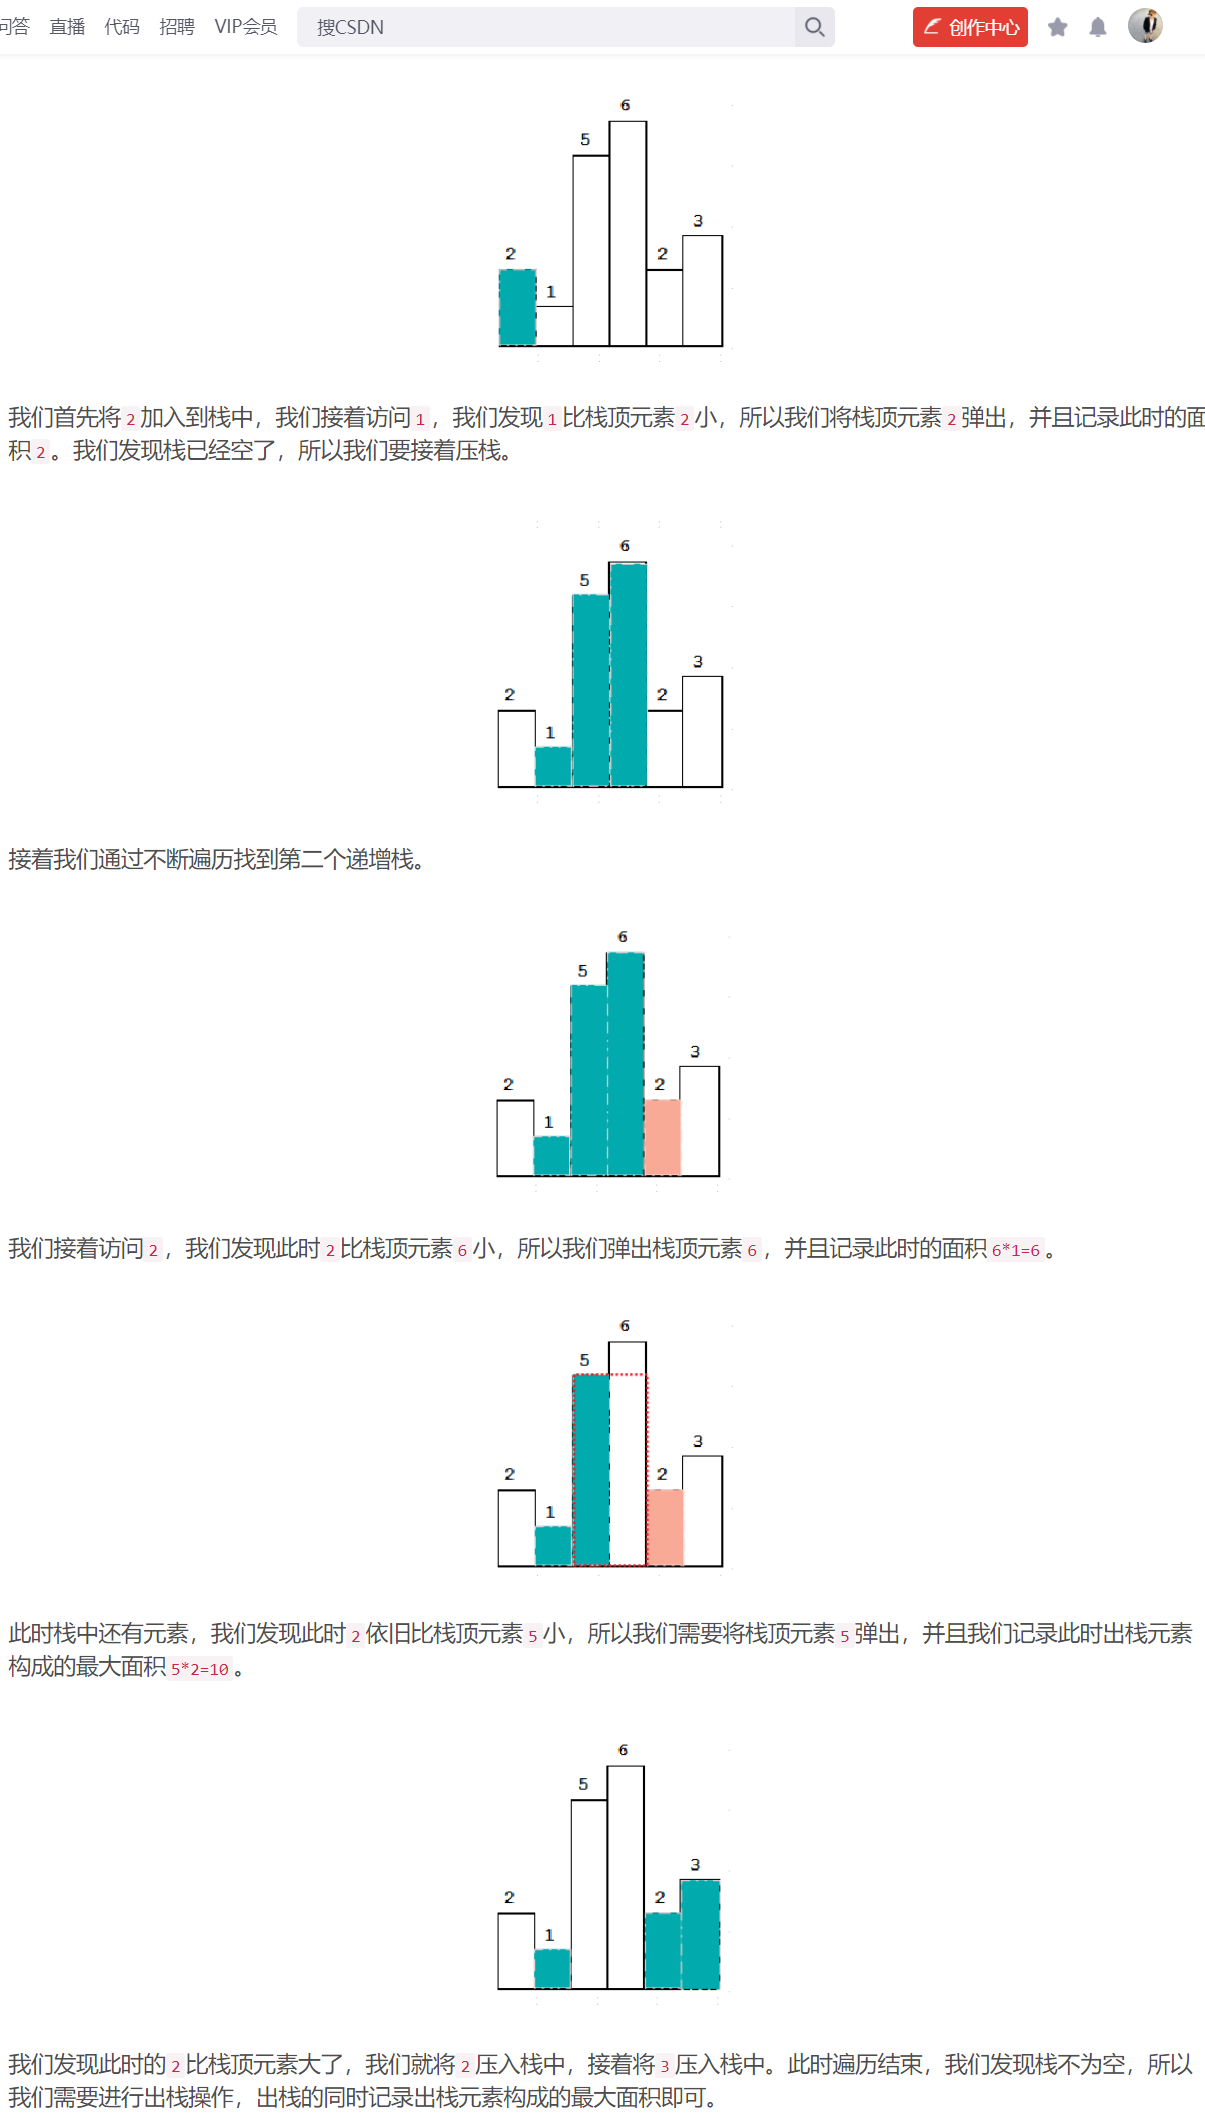 问答 直播 代码 招聘 VIP会员 搜CSDN 创作中心
6
5
3
2 2
1
我们首先将2加入到栈中，我们接着访问1，我们发现1比栈顶元素2小，所以我们将栈顶元素2弹出，并且记录此时的面
积2。我们发现栈已经空了，所以我们要接着压栈。
6
5
3
2 2
1
接着我们通过不断遍历找到第二个递增栈。
6
5
3
2 2
1
我们接着访问2，我们发现此时2比栈顶元素6小，所以我们弹出栈顶元素6，并且记录此时的面积6*1=6。
6
5
3
2 2
1
此时栈中还有元素，我们发现此时2依旧比栈顶元素5小，所以我们需要将栈顶元素5弹出，并且我们记录此时出栈元素
构成的最大面积5*2=10。
6
5
3
2 2
1
我们发现此时的2比栈顶元素大了，我们就将2压入栈中，接着将3压入栈中。此时遍历结束，我们发现栈不为空，所以
我们需要进行出栈操作，出栈的同时记录出栈元素构成的最大面积即可。